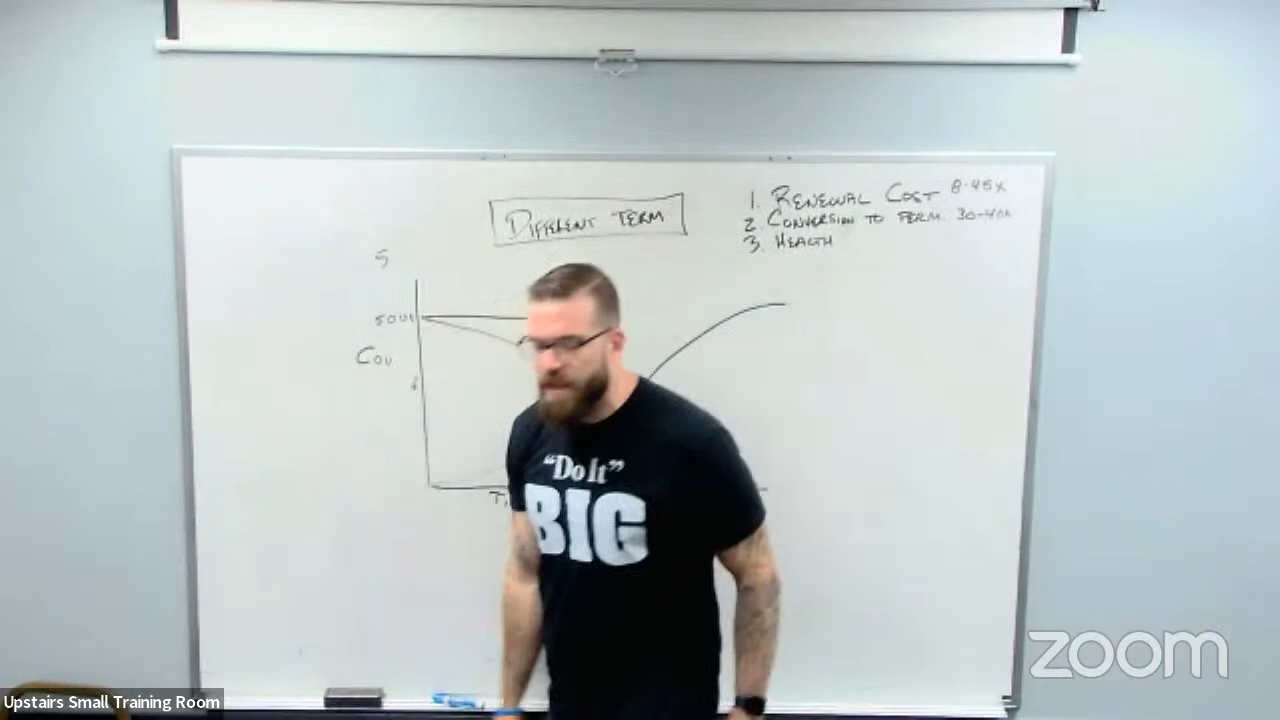 DIFFERENT TERM
1. RENEWAL COST 8-45X
2. CONVERSION TO PERM. 30-40%
3. HEALTH
$
COV
"Do It"
BIG
zoom
Upstairs Small Training Room